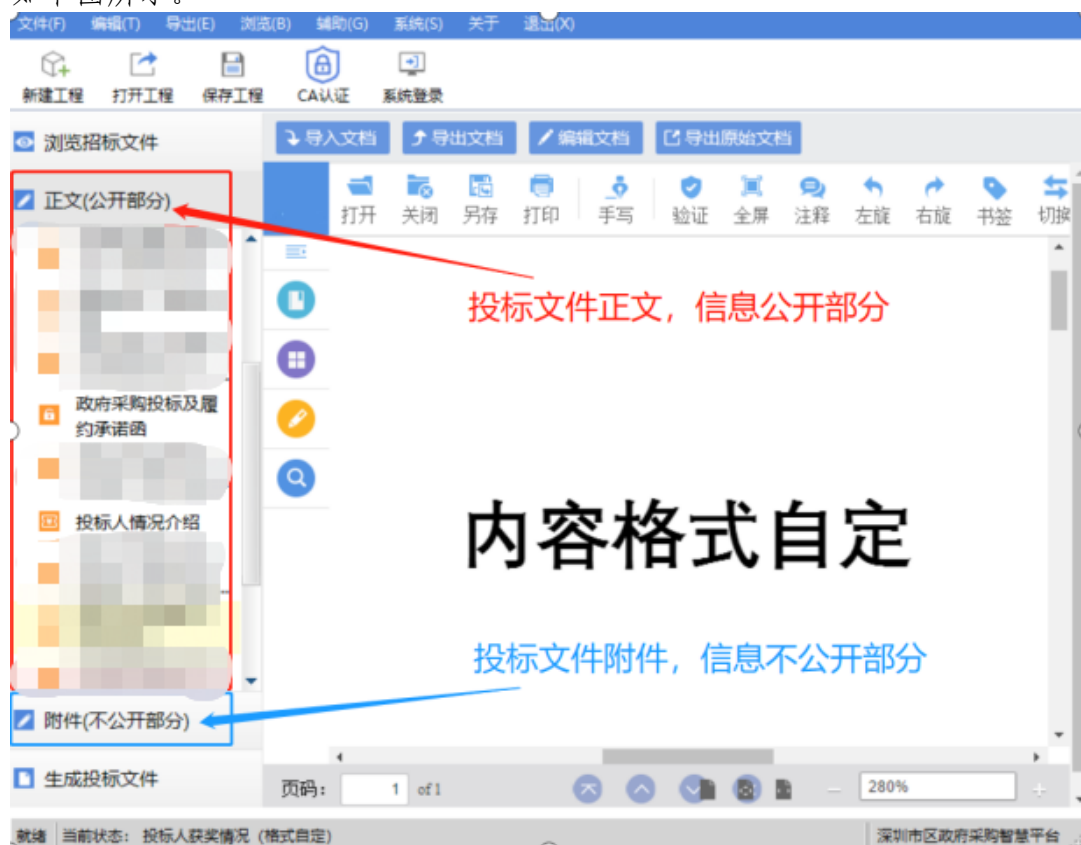 如下图所示。
文件(F) 编辑(T) 导出(E) 浏览(B) 辅助(G) 系统(S) 关于 退出(X)
新建工程 打开工程 保存工程 CA认证 系统登录
浏览招标文件
导入文档 导出文档 编辑文档 导出原始文档
正文(公开部分)
打开 关闭 另存 打印 手写 验证 全屏 注释 左旋 右旋 书签 切换
投标文件正文，信息公开部分
政府采购投标及履
约承诺函
投标人情况介绍
内容格式自定
投标文件附件，信息不公开部分
附件(不公开部分)
生成投标文件
页码: 1 of 1 280%
就绪 当前状态: 投标人获奖情况 (格式自定) 深圳市区政府采购智慧平台